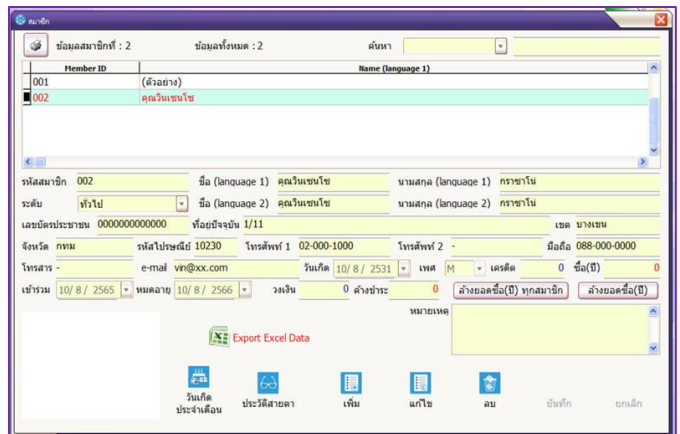 สมาชิก
ข้อมูลสมาชิกที่ : 2 ข้อมูลทั้งหมด : 2 ค้นหา
Member ID Name (language 1)
001 (ตัวอย่าง)
002 คุณวินเซนโซ่
รหัสสมาชิก 002 ชื่อ (language 1) คุณวินเซนโซ่ นามสกุล (language 1) กราซาโน่
ระดับ ทั่วไป ชื่อ (language 2) คุณวินเซนโซ่ นามสกุล (language 2) กราซาโน่
เลขบัตรประชาชน 0000000000000 ที่อยู่ปัจจุบัน 1/11 เขต บางเขน
จังหวัด กทม รหัสไปรษณีย์ 10230 โทรศัพท์ 1 02-000-1000 โทรศัพท์ 2 - มือถือ 088-000-0000
โทรสาร - e-mail vin@xx.com วันเกิด 10/ 8 / 2531 เพศ M เครดิต 0 ซื้อ(ปี) 0
เข้าร่วม 10/ 8 / 2565 หมดอายุ 10/ 8 / 2566 วงเงิน 0 ค้างชำระ 0 ล้างยอดซื้อ(ปี) ทุกสมาชิก ล้างยอดซื้อ(ปี)
หมายเหตุ
Export Excel Data
วันเกิด
ประจำเดือน ประวัติสายตา เพิ่ม แก้ไข ลบ บันทึก ยกเลิก